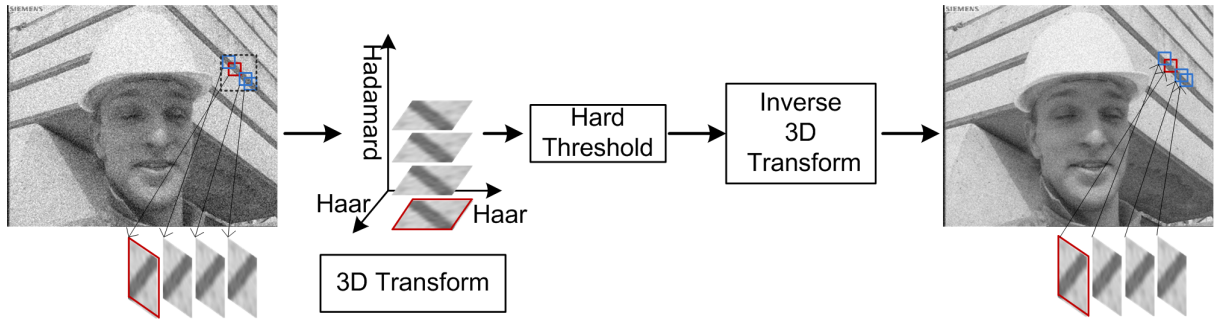 SIEMENS
Hadamard
Haar
Haar
3D Transform
Hard
Threshold
Inverse
3D
Transform
SIEMENS